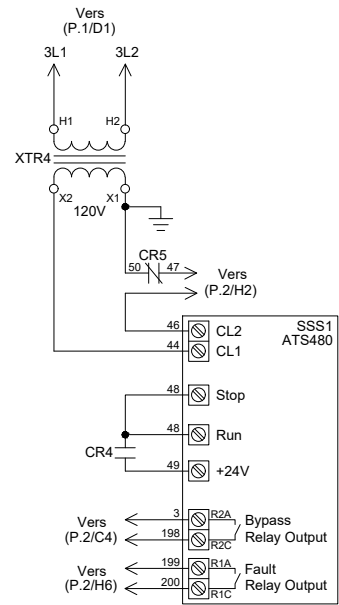 Vers
(P.1/D1)
3L1 3L2
H1 H2
XTR4
X2 X1
120V
CR5
50 47
Vers
(P.2/H2)
SSS1
ATS480
46 CL2
44 CL1
48 Stop
48 Run
CR4
49 +24V
Vers
(P.2/C4)
3 R2A Bypass
198 R2C Relay Output
Vers
(P.2/H6)
199 R1A Fault
200 R1C Relay Output